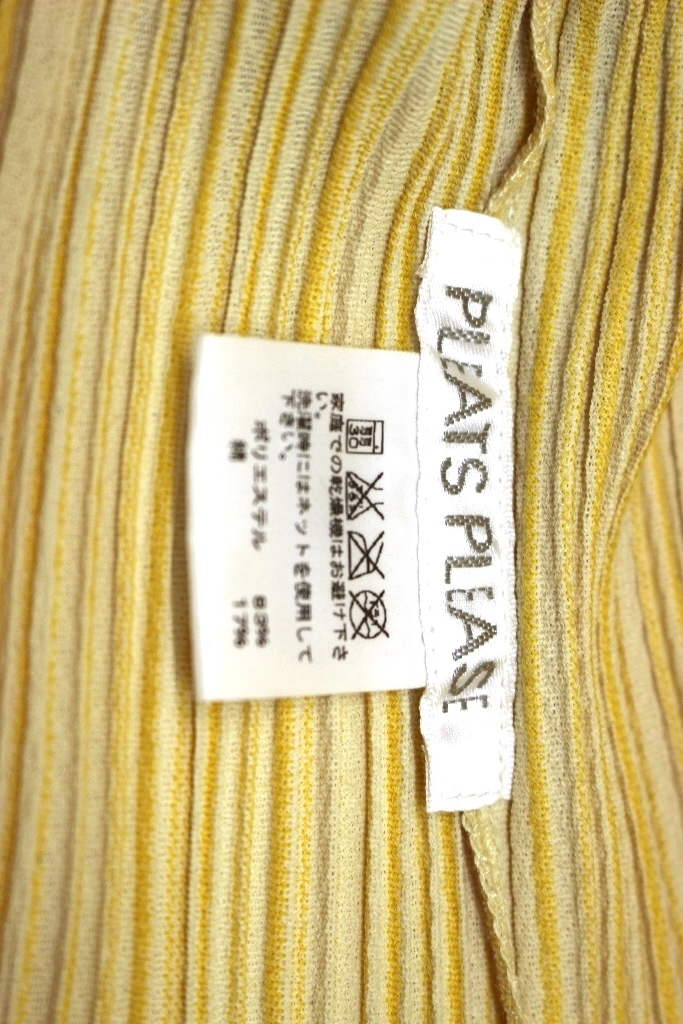 PLEATS PLEASE
弱
30
家庭での乾燥機はお避け下さ
い。
洗濯時にはネットを使用して
下さい。
ポリエステル 83%
綿 17%